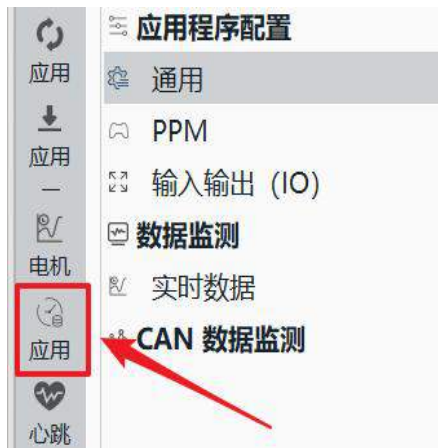 应用
应用
电机
应用
心跳
应用程序配置
通用
PPM
输入输出 (IO)
数据监测
实时数据
CAN 数据监测